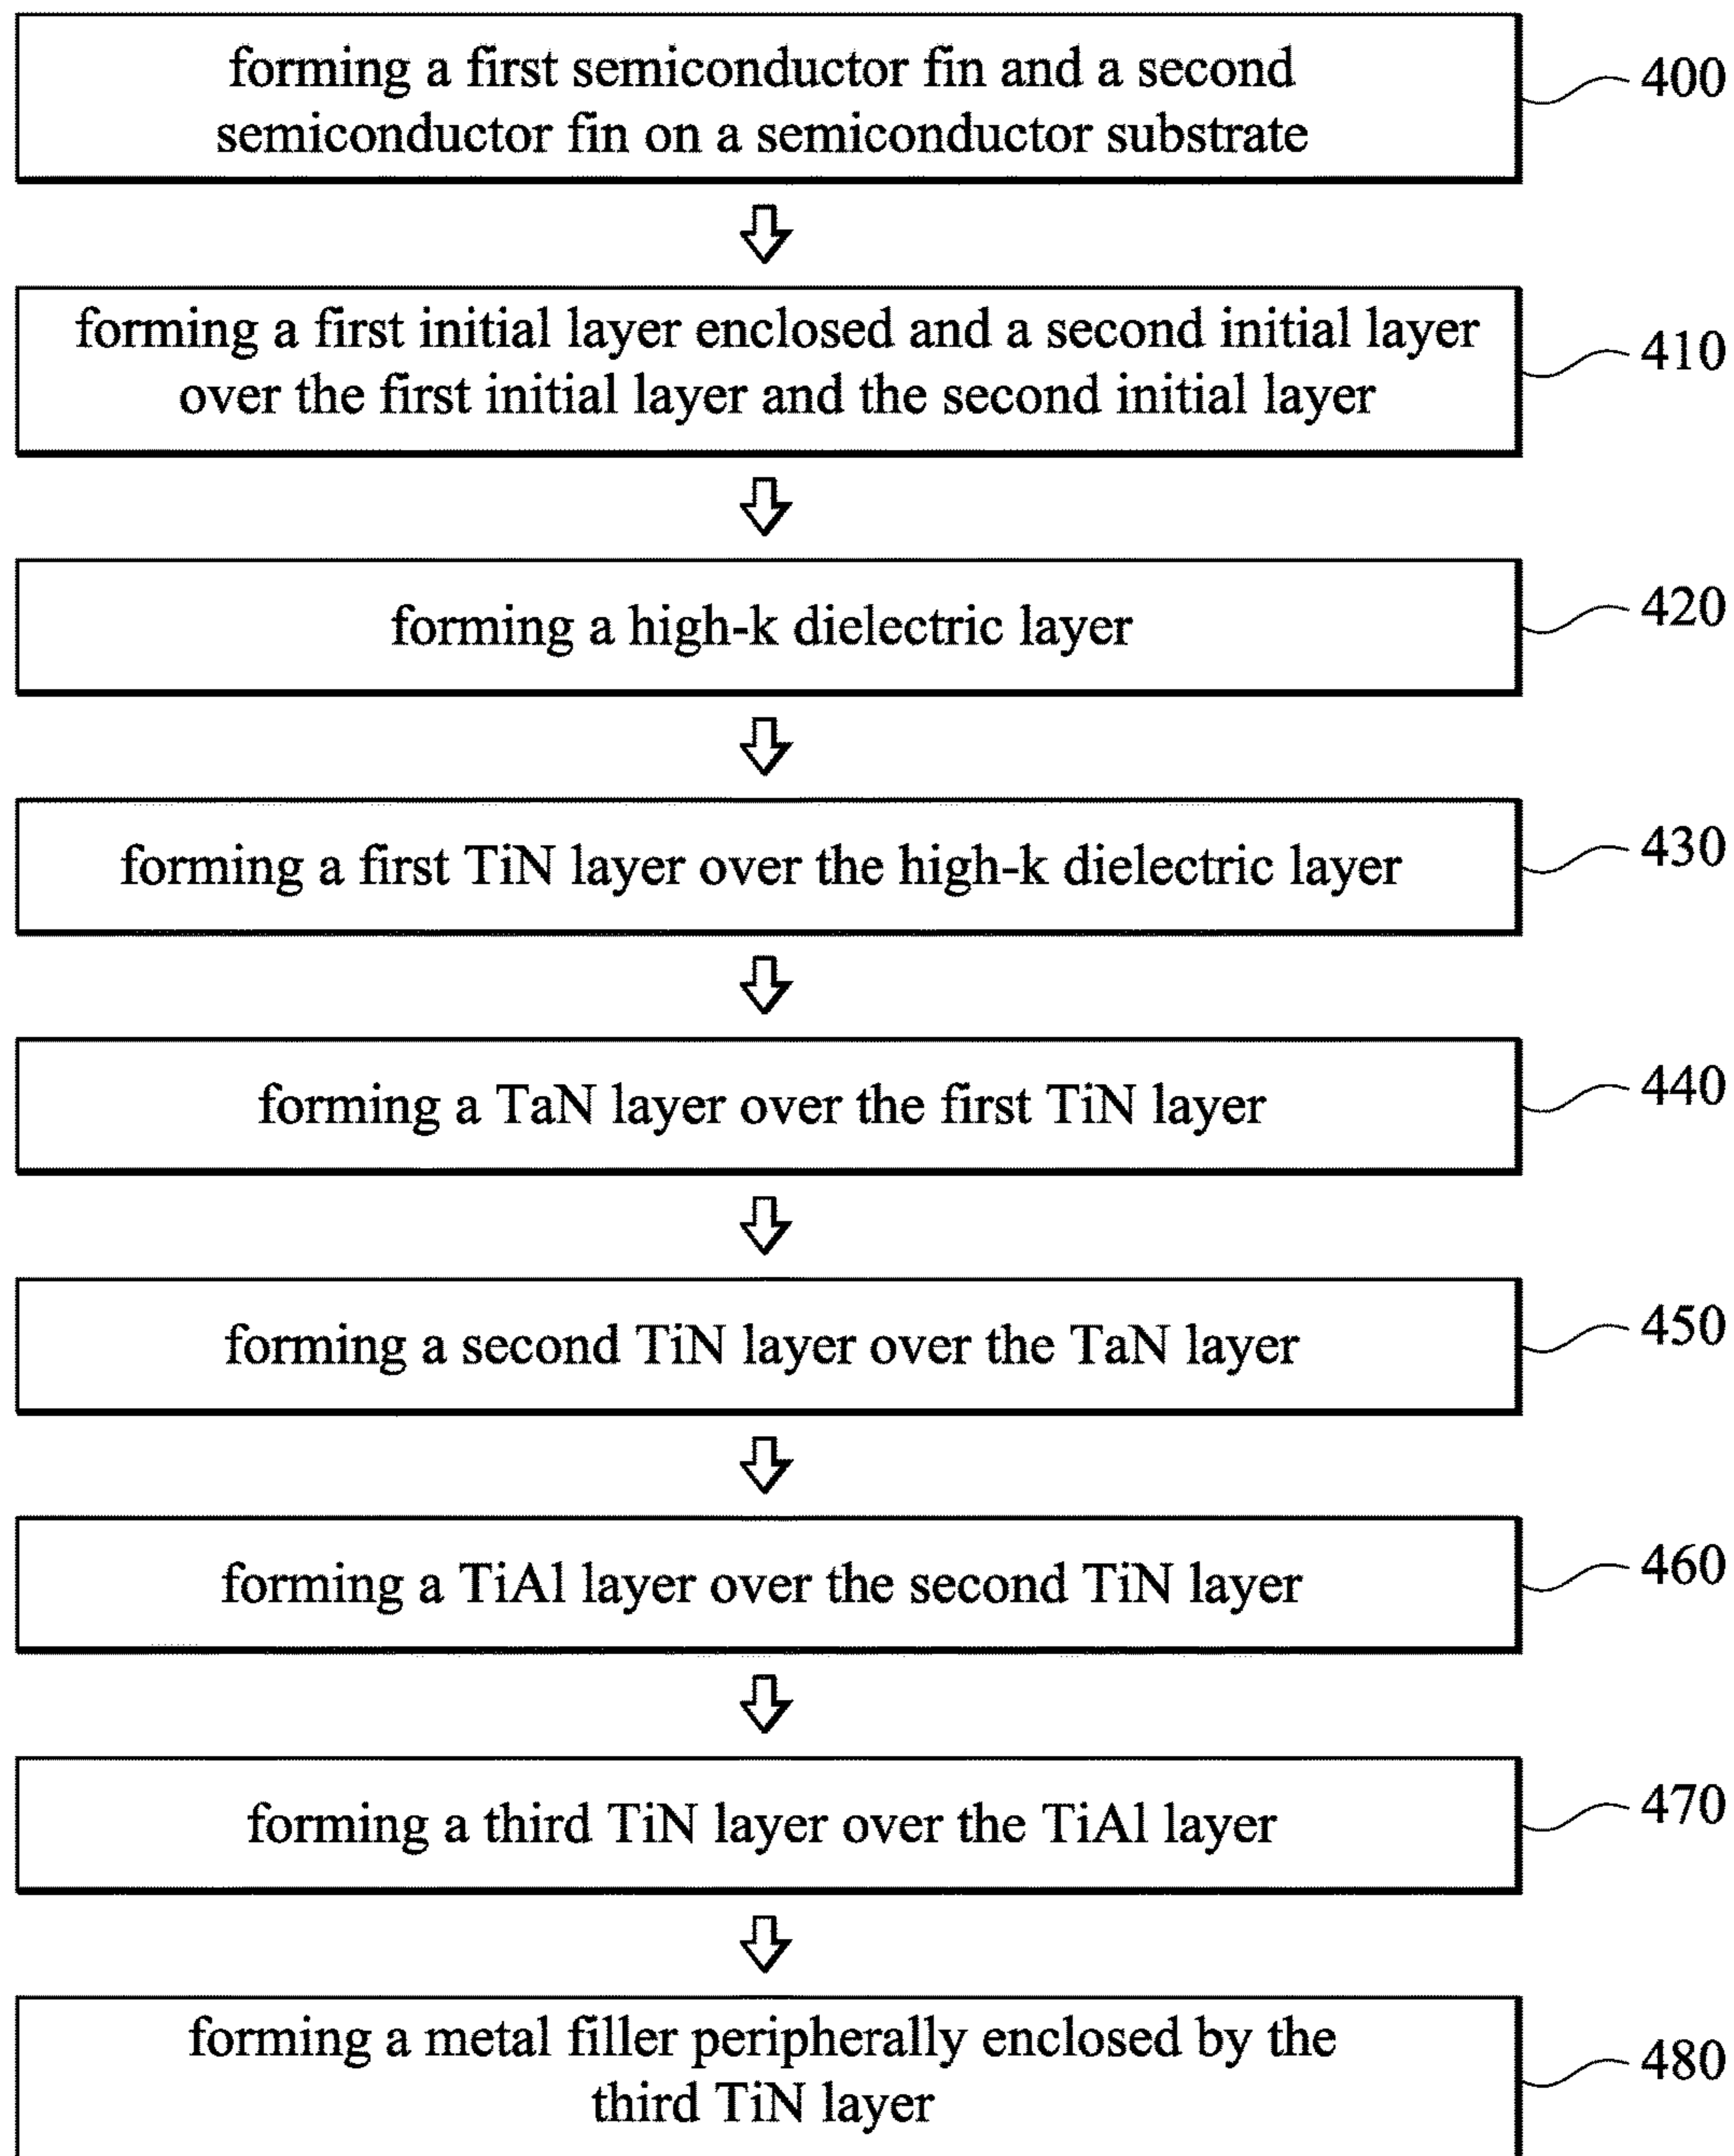 forming a first semiconductor fin and a second
semiconductor fin on a semiconductor substrate
400
forming a first initial layer enclosed and a second initial layer
over the first initial layer and the second initial layer
410
forming a high-k dielectric layer
420
forming a first TiN layer over the high-k dielectric layer
430
forming a TaN layer over the first TiN layer
440
forming a second TiN layer over the TaN layer
450
forming a TiAl layer over the second TiN layer
460
forming a third TiN layer over the TiAl layer
470
forming a metal filler peripherally enclosed by the
third TiN layer
480